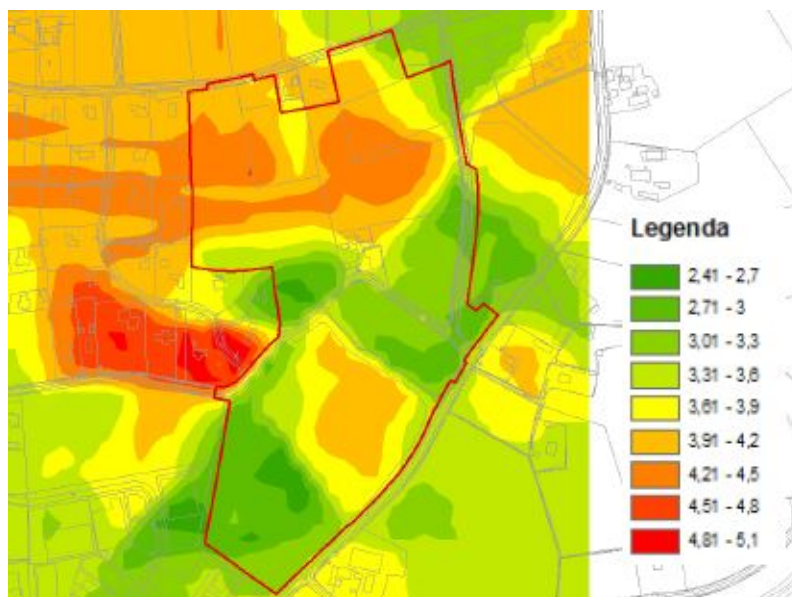 Legenda
2,41 - 2,7
2,71 - 3
3,01 - 3,3
3,31 - 3,6
3,61 - 3,9
3,91 - 4,2
4,21 - 4,5
4,51 - 4,8
4,81 - 5,1